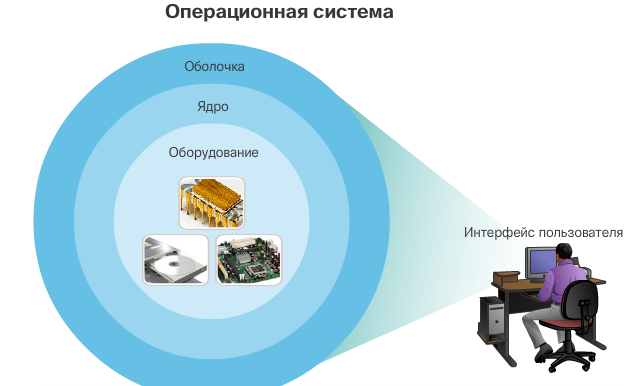 Операционная система
Оболочка
Ядро
Оборудование
Интерфейс пользователя